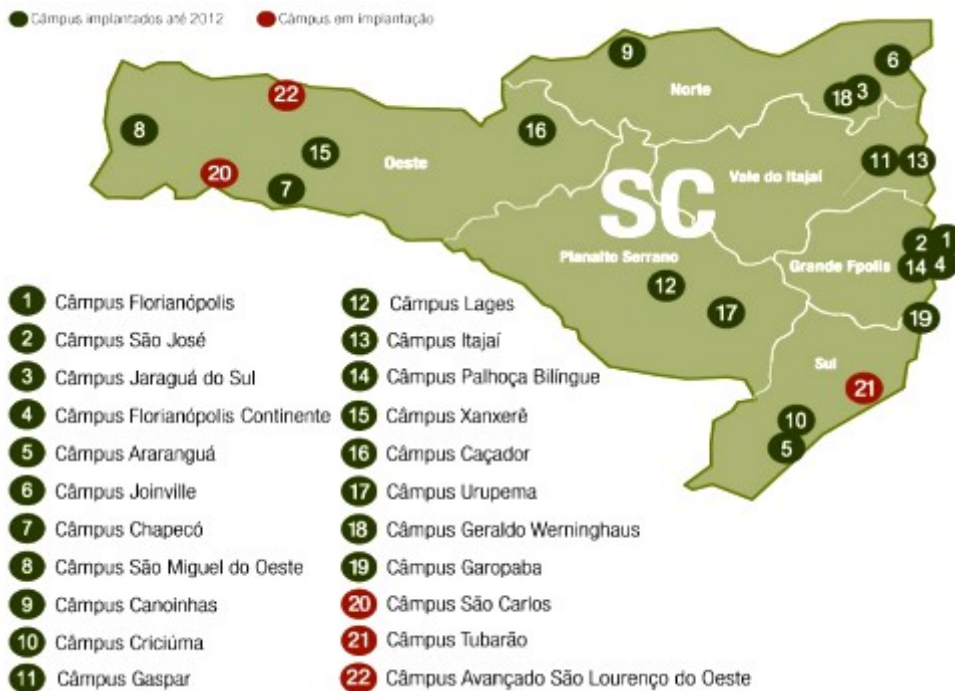 Câmpus implantados até 2012 Câmpus em implantação
9
6
22
Norte
18 3
8
16
15
Oeste
20
11 13
7
Vale do Itajaí
SC
2 1
Planalto Serrano
Grande Fpolis
14 4
12
17
19
Sul
21
10
5
1 Câmpus Florianópolis
2 Câmpus São José
3 Câmpus Jaraguá do Sul
4 Câmpus Florianópolis Continente
5 Câmpus Araranguá
6 Câmpus Joinville
7 Câmpus Chapecó
8 Câmpus São Miguel do Oeste
9 Câmpus Canoinhas
10 Câmpus Criciúma
11 Câmpus Gaspar
12 Câmpus Lages
13 Câmpus Itajaí
14 Câmpus Palhoça Bilíngue
15 Câmpus Xanxerê
16 Câmpus Caçador
17 Câmpus Urupema
18 Câmpus Geraldo Werninghaus
19 Câmpus Garopaba
20 Câmpus São Carlos
21 Câmpus Tubarão
22 Câmpus Avançado São Lourenço do Oeste